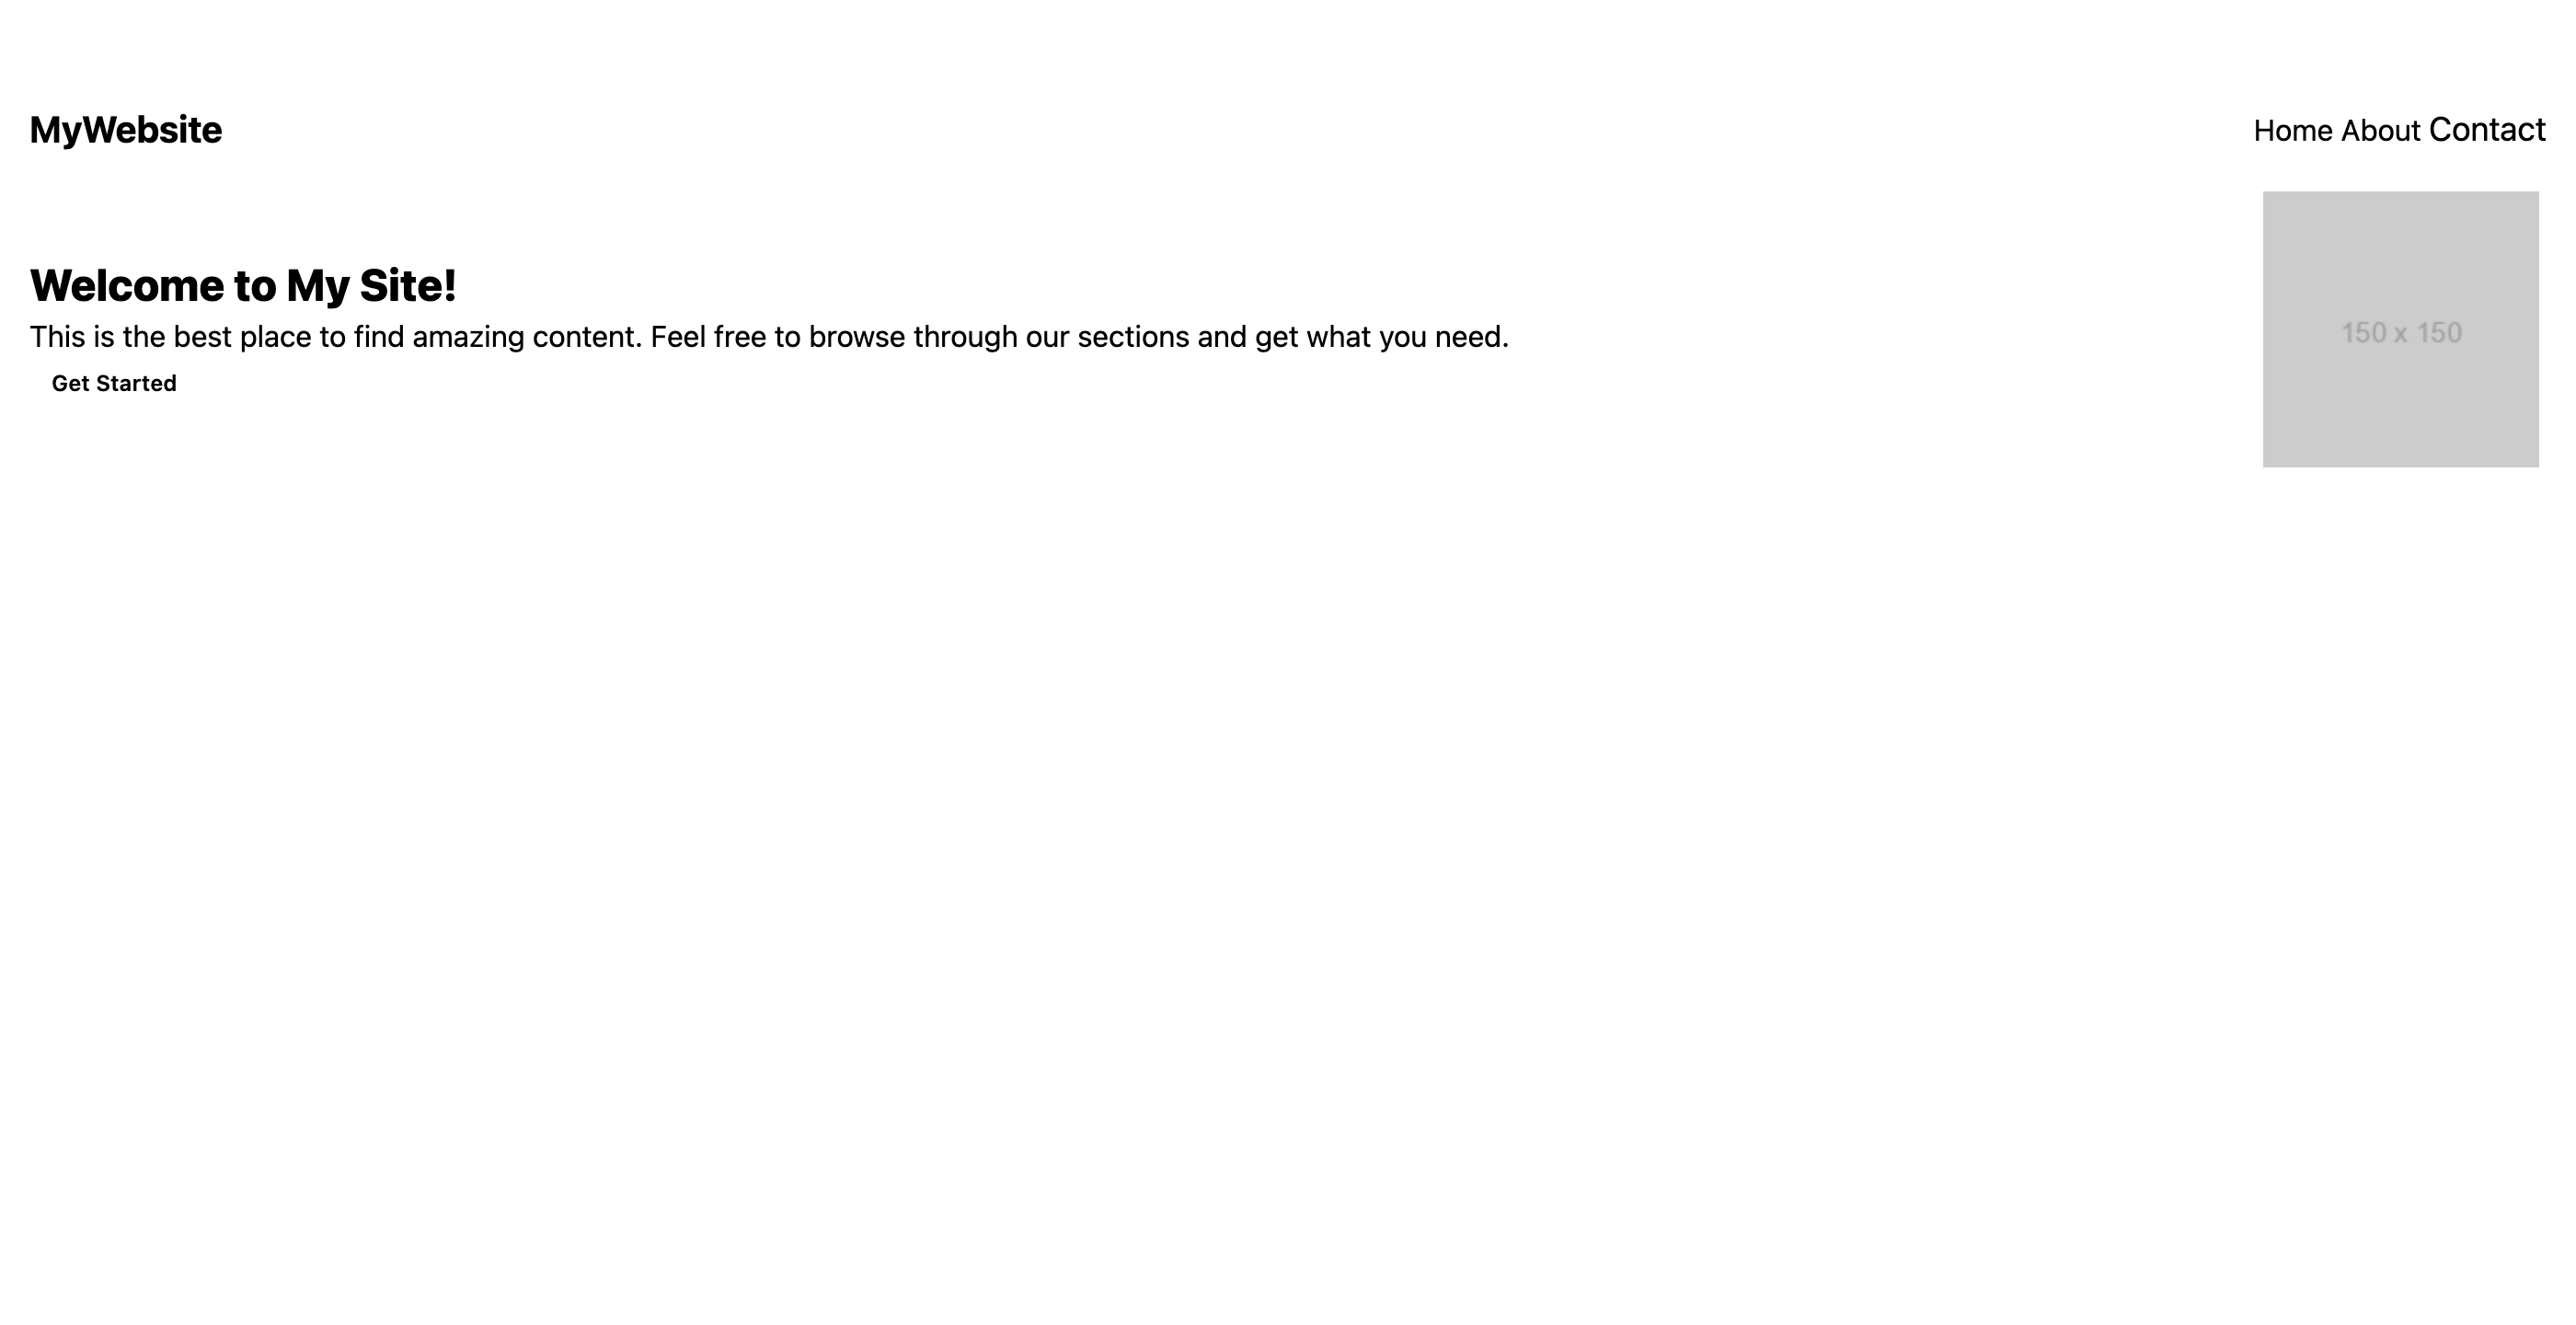 MyWebsite
Home About Contact
Welcome to My Site!
This is the best place to find amazing content. Feel free to browse through our sections and get what you need.
Get Started
150 x 150